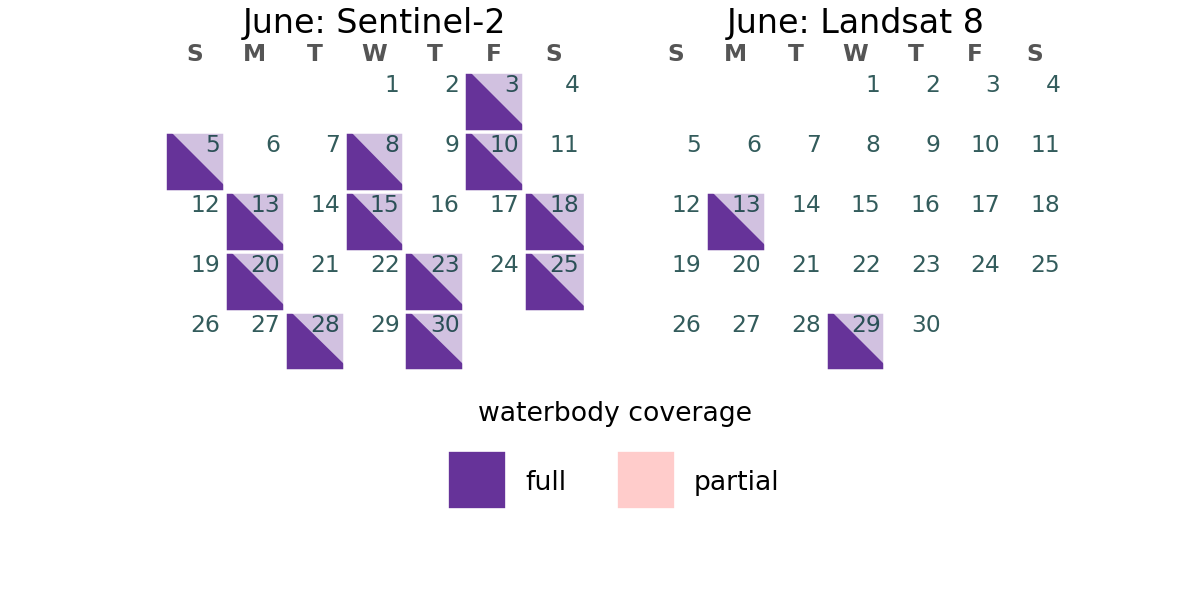 June: Sentinel-2
S M T W T F S
1 2 3 4
5 6 7 8 9 10 11
12 13 14 15 16 17 18
19 20 21 22 23 24 25
26 27 28 29 30
June: Landsat 8
S M T W T F S
1 2 3 4
5 6 7 8 9 10 11
12 13 14 15 16 17 18
19 20 21 22 23 24 25
26 27 28 29 30
waterbody coverage
full partial